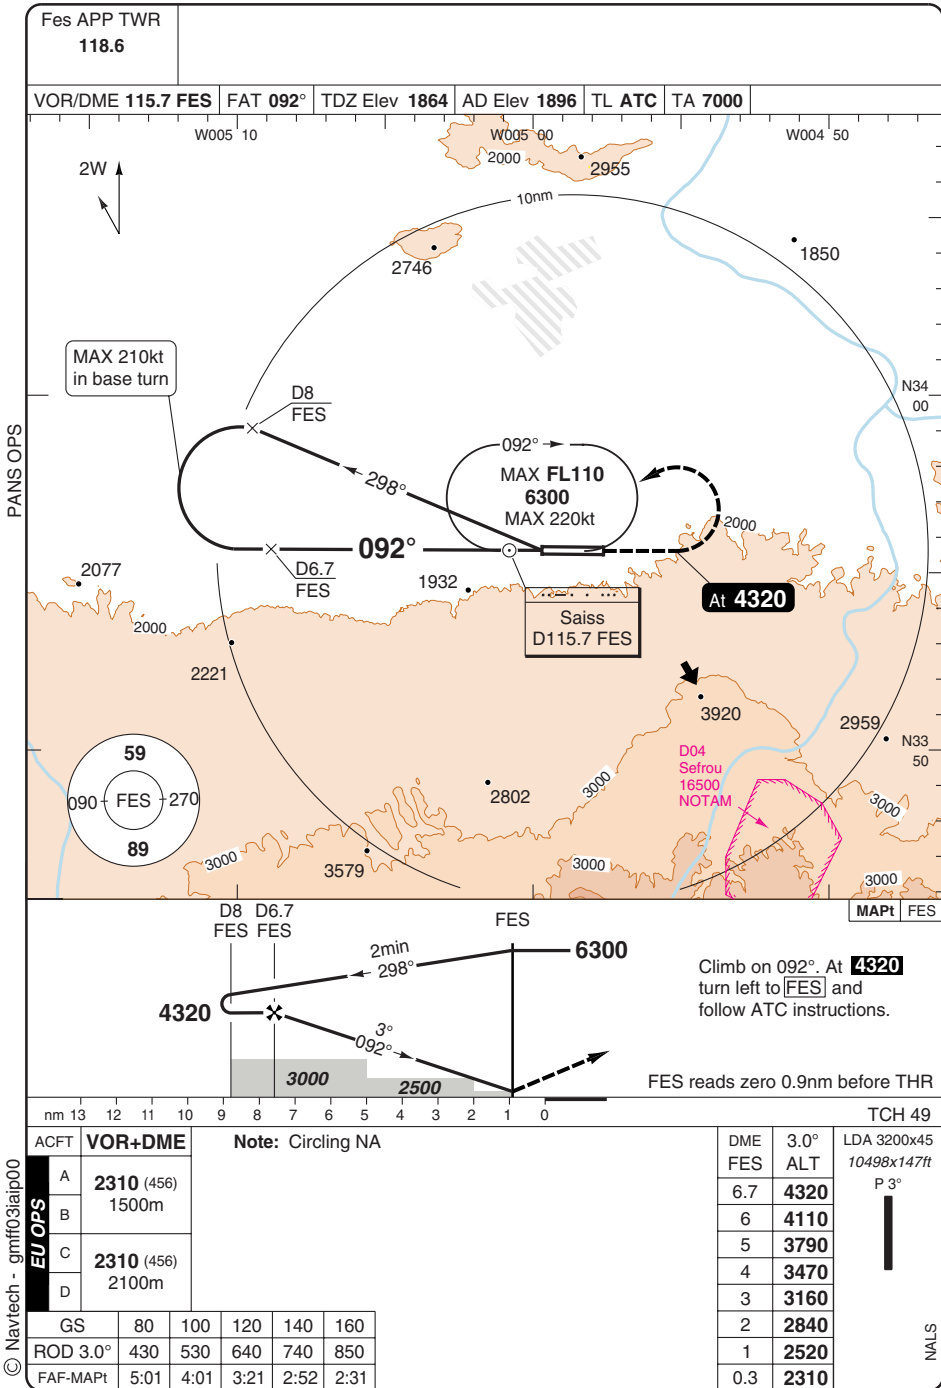 Fes APP TWR
118.6
VOR/DME 115.7 FES FAT 092° TDZ Elev 1864 AD Elev 1896 TL ATC TA 7000
W005 10 W005 00 W004 50
2W
2000
2955
10nm
1850
2746
MAX 210kt
in base turn
D8
FES
N34
00
092°
MAX FL110
6300
MAX 220kt
298°
092°
D6.7
FES
2000
2077
1932
At 4320
Saiss
D115.7 FES
2000
2221
3920
2959
N33
50
D04
Sefrou
16500
NOTAM
59
090 FES 270
89
2802
3000
3000
3000
3579
3000
3000
PANS OPS
MAPt FES
D8 D6.7
FES FES
FES
2min
298°
6300
4320
3°
092°
3000
2500
Climb on 092°. At 4320
turn left to FES and
follow ATC instructions.
FES reads zero 0.9nm before THR
nm 13 12 11 10 9 8 7 6 5 4 3 2 1 0
TCH 49
ACFT VOR+DME
Note: Circling NA
EU OPS
A
B
2310 (456)
1500m
C
D
2310 (456)
2100m
GS 80 100 120 140 160
ROD 3.0° 430 530 640 740 850
FAF-MAPt 5:01 4:01 3:21 2:52 2:31
DME 3.0°
FES ALT
6.7 4320
6 4110
5 3790
4 3470
3 3160
2 2840
1 2520
0.3 2310
LDA 3200x45
10498x147ft
P 3°
NALS
© Navtech - gmff03iaip00